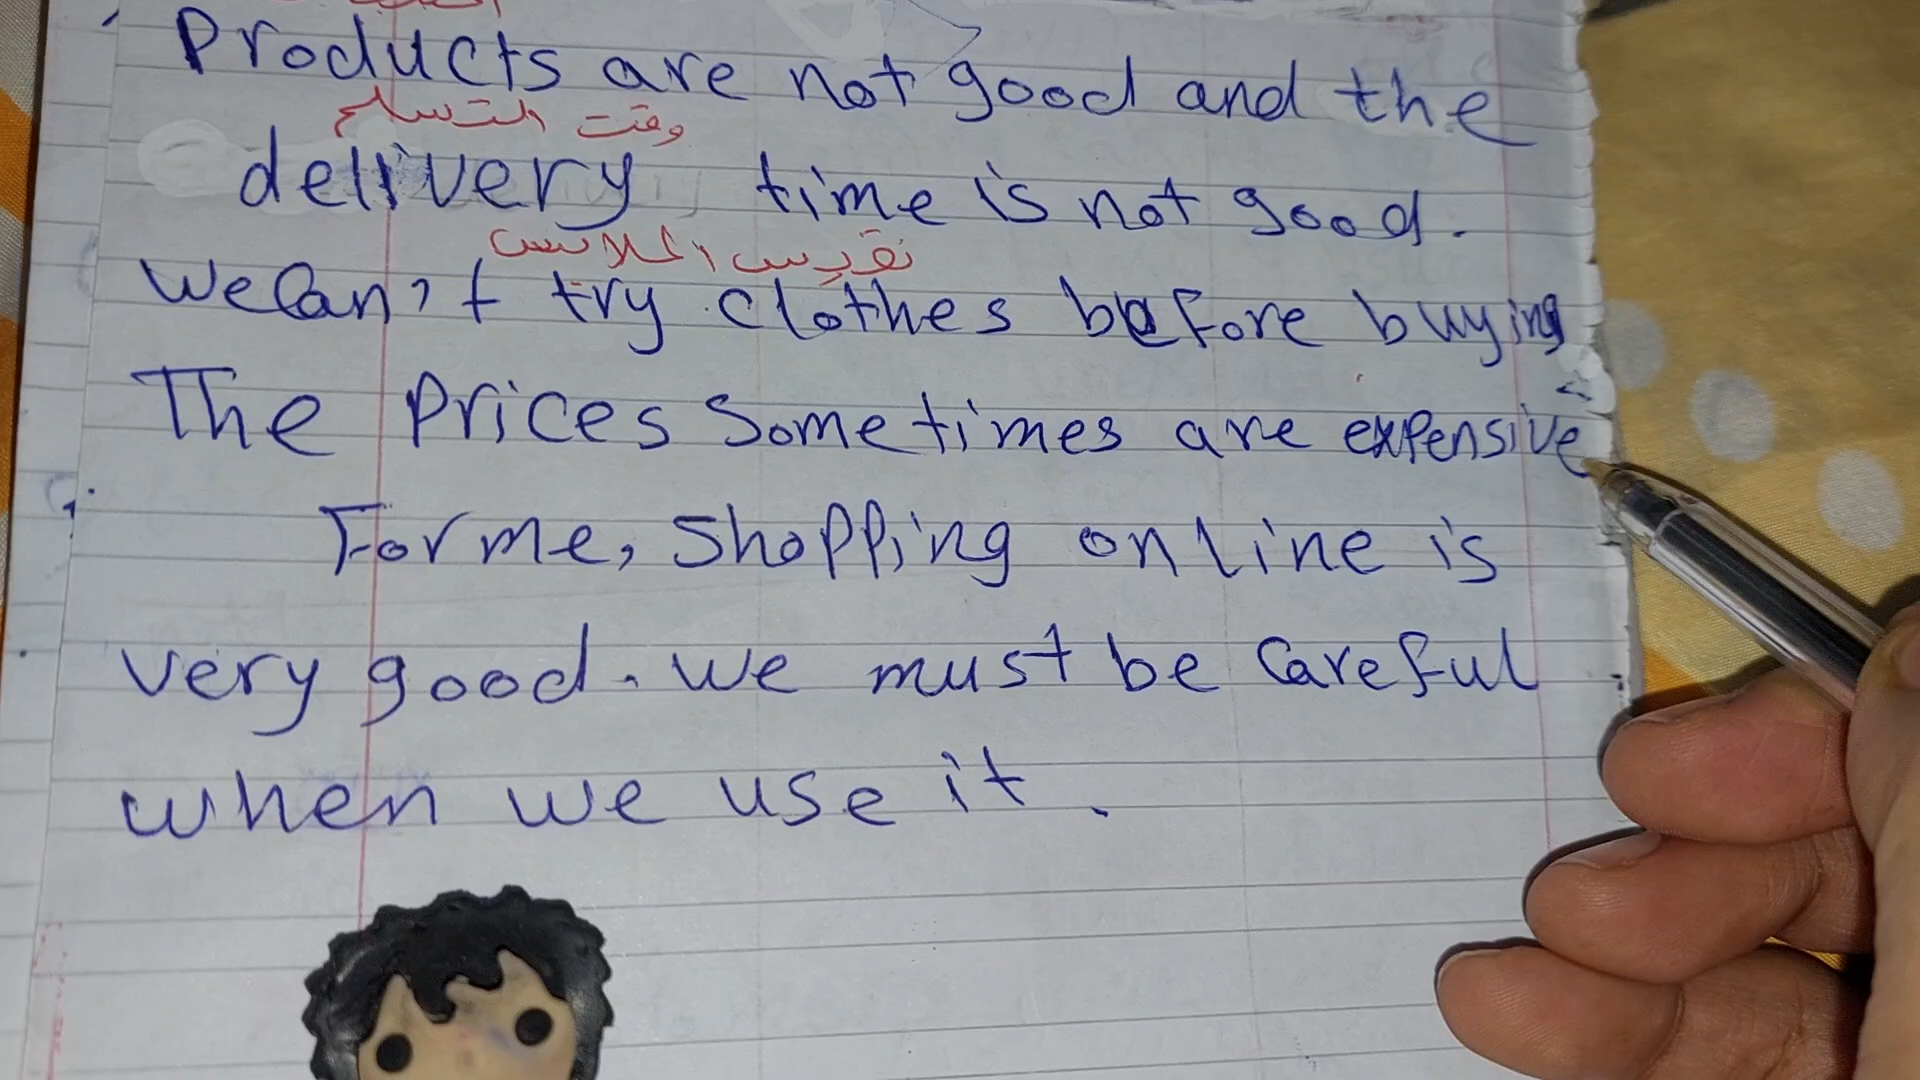 Products are not good and the
وقت التسلم
delivery time is not good.
نقيس الملابس
We Can't try clothes before buying
The Prices Sometimes are expensive
For me, Shopping online is
very good. we must be Careful
when we use it.